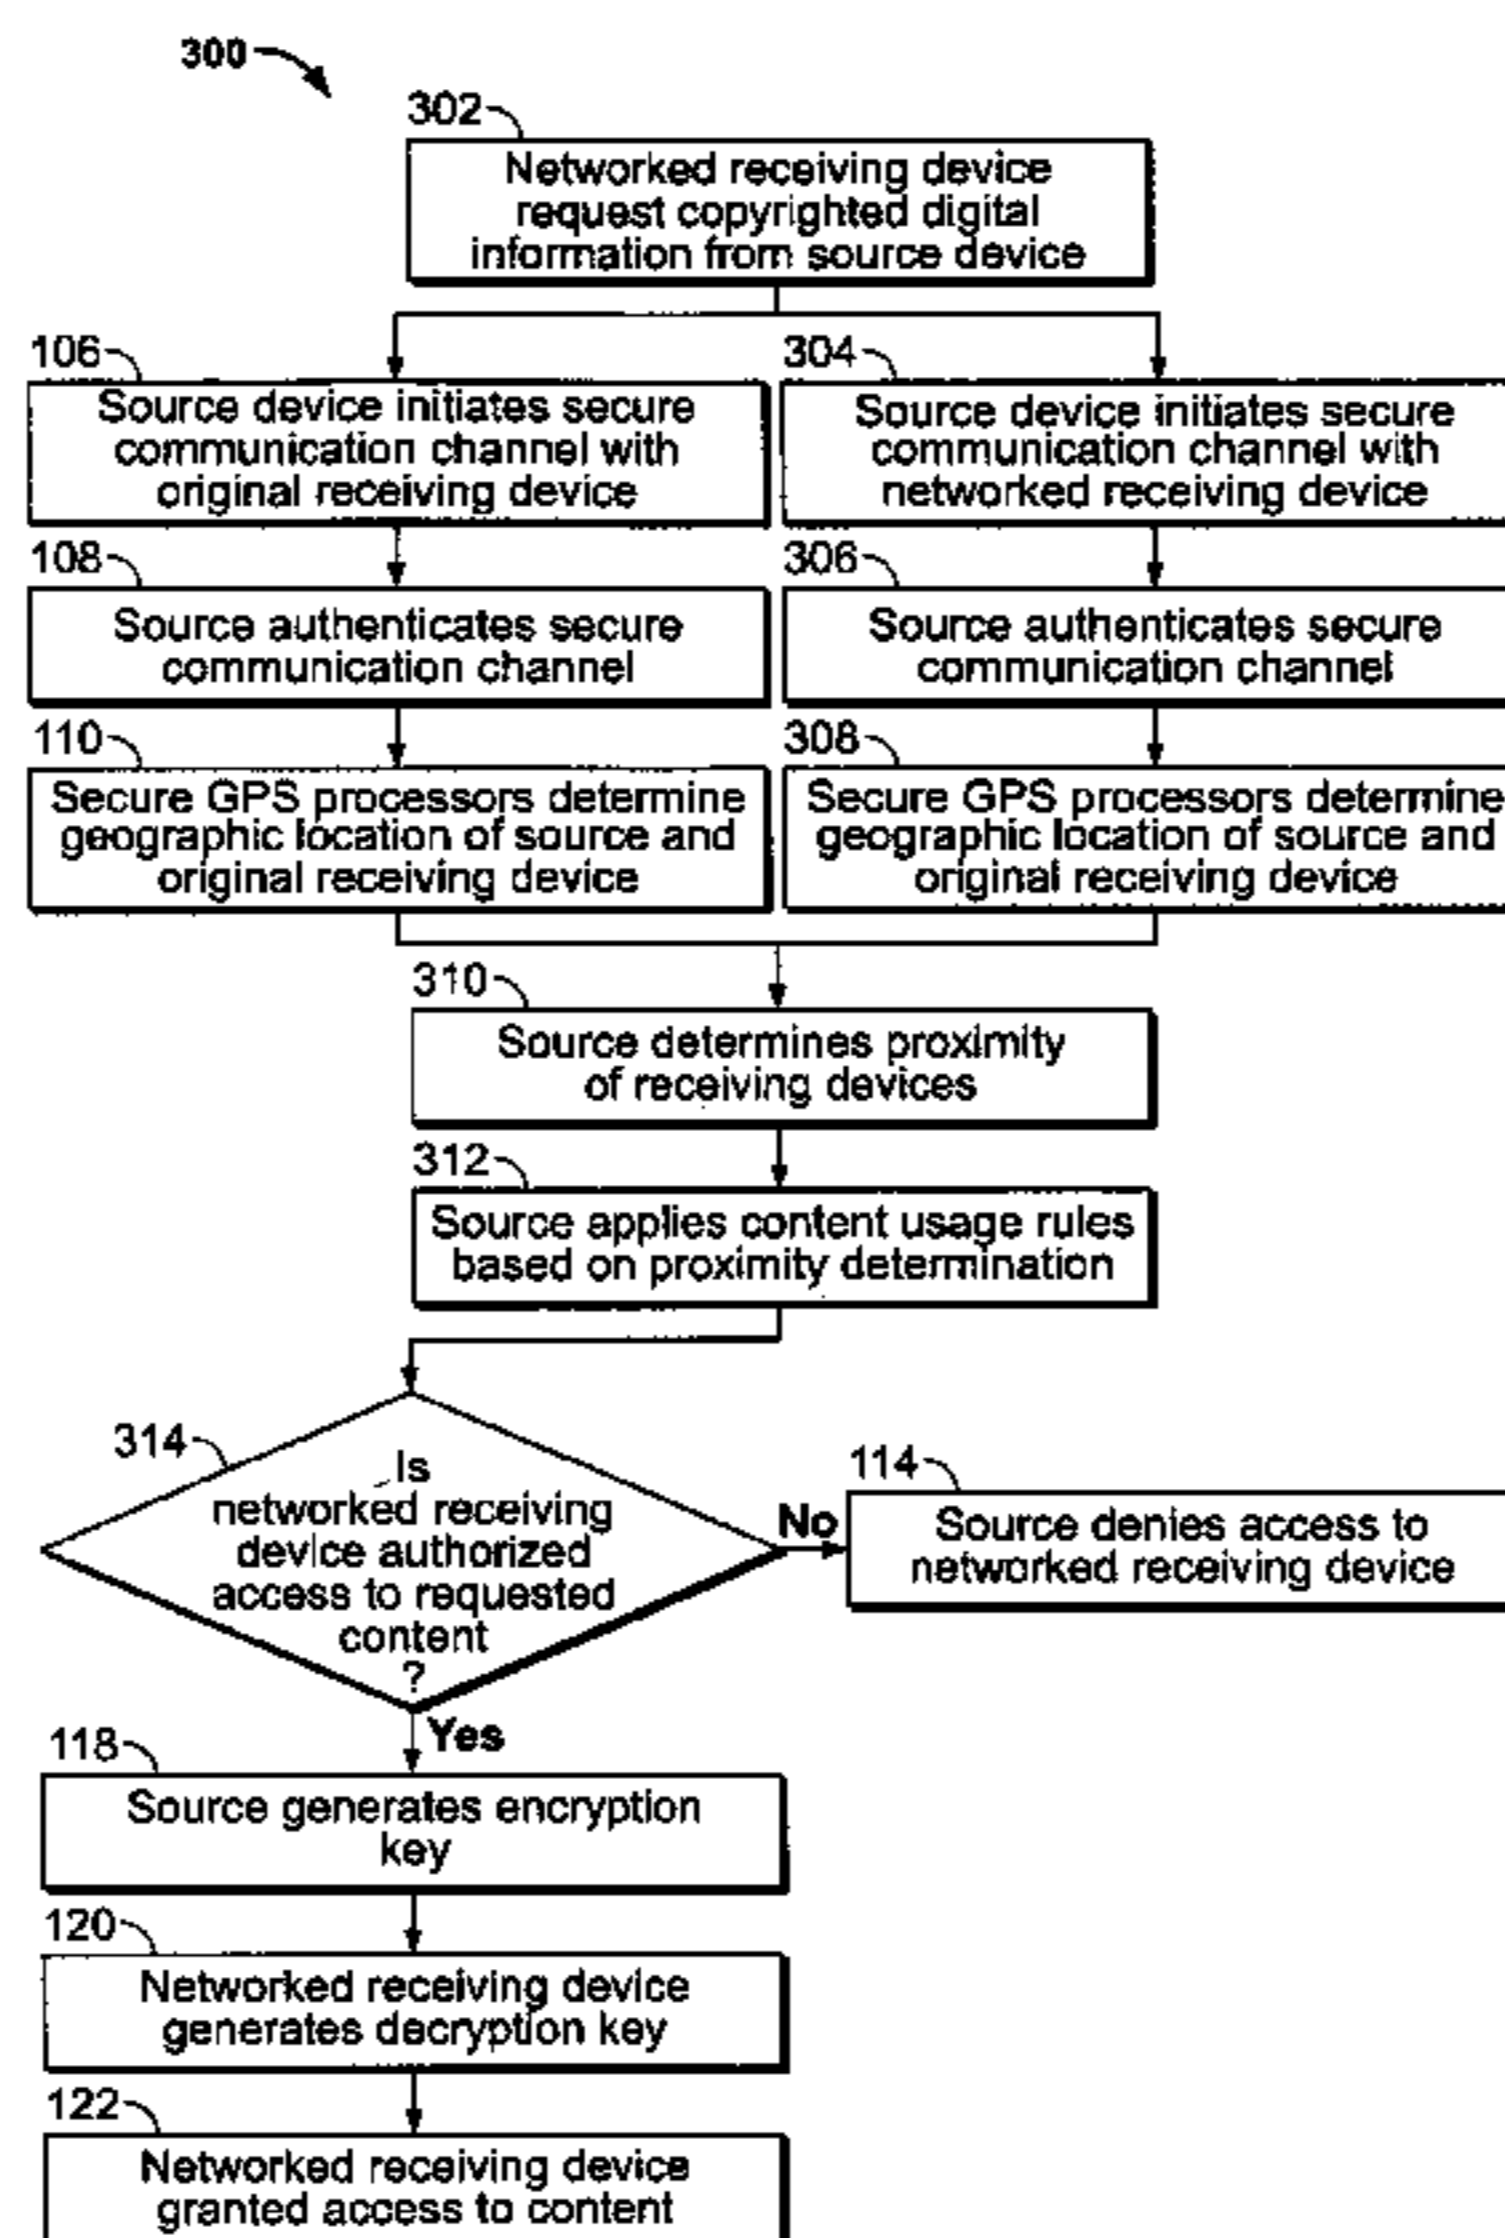 300
302
Networked receiving device
request copyrighted digital
information from source device
106
Source device initiates secure
communication channel with
original receiving device
304
Source device initiates secure
communication channel with
networked receiving device
108
Source authenticates secure
communication channel
306
Source authenticates secure
communication channel
110
Secure GPS processors determine
geographic location of source and
original receiving device
308
Secure GPS processors determine
geographic location of source and
original receiving device
310
Source determines proximity
of receiving devices
312
Source applies content usage rules
based on proximity determination
314
Is
networked receiving
device authorized
access to requested
content
?
No
114
Source denies access to
networked receiving device
Yes
118
Source generates encryption
key
120
Networked receiving device
generates decryption key
122
Networked receiving device
granted access to content